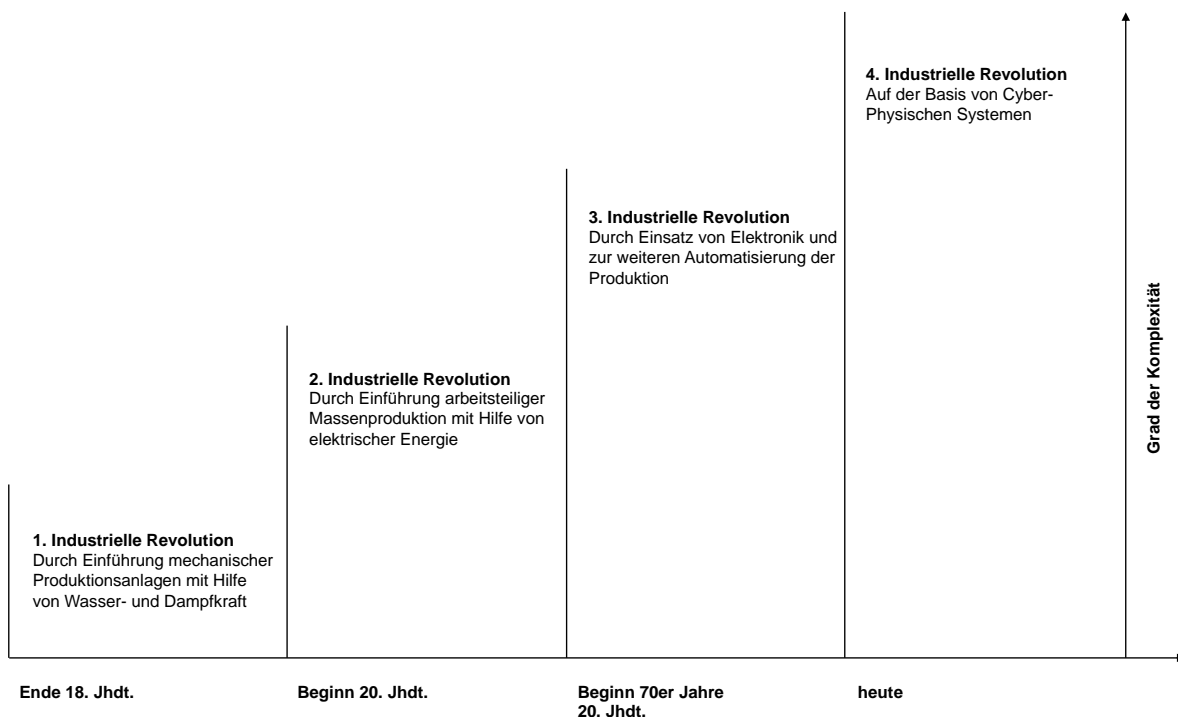 4. Industrielle Revolution
Auf der Basis von Cyber-
Physischen Systemen
3. Industrielle Revolution
Durch Einsatz von Elektronik und
zur weiteren Automatisierung der
Produktion
2. Industrielle Revolution
Durch Einführung arbeitsteiliger
Massenproduktion mit Hilfe von
elektrischer Energie
1. Industrielle Revolution
Durch Einführung mechanischer
Produktionsanlagen mit Hilfe
von Wasser- und Dampfkraft
Grad der Komplexität
Ende 18. Jhdt.
Beginn 20. Jhdt.
Beginn 70er Jahre
20. Jhdt.
heute